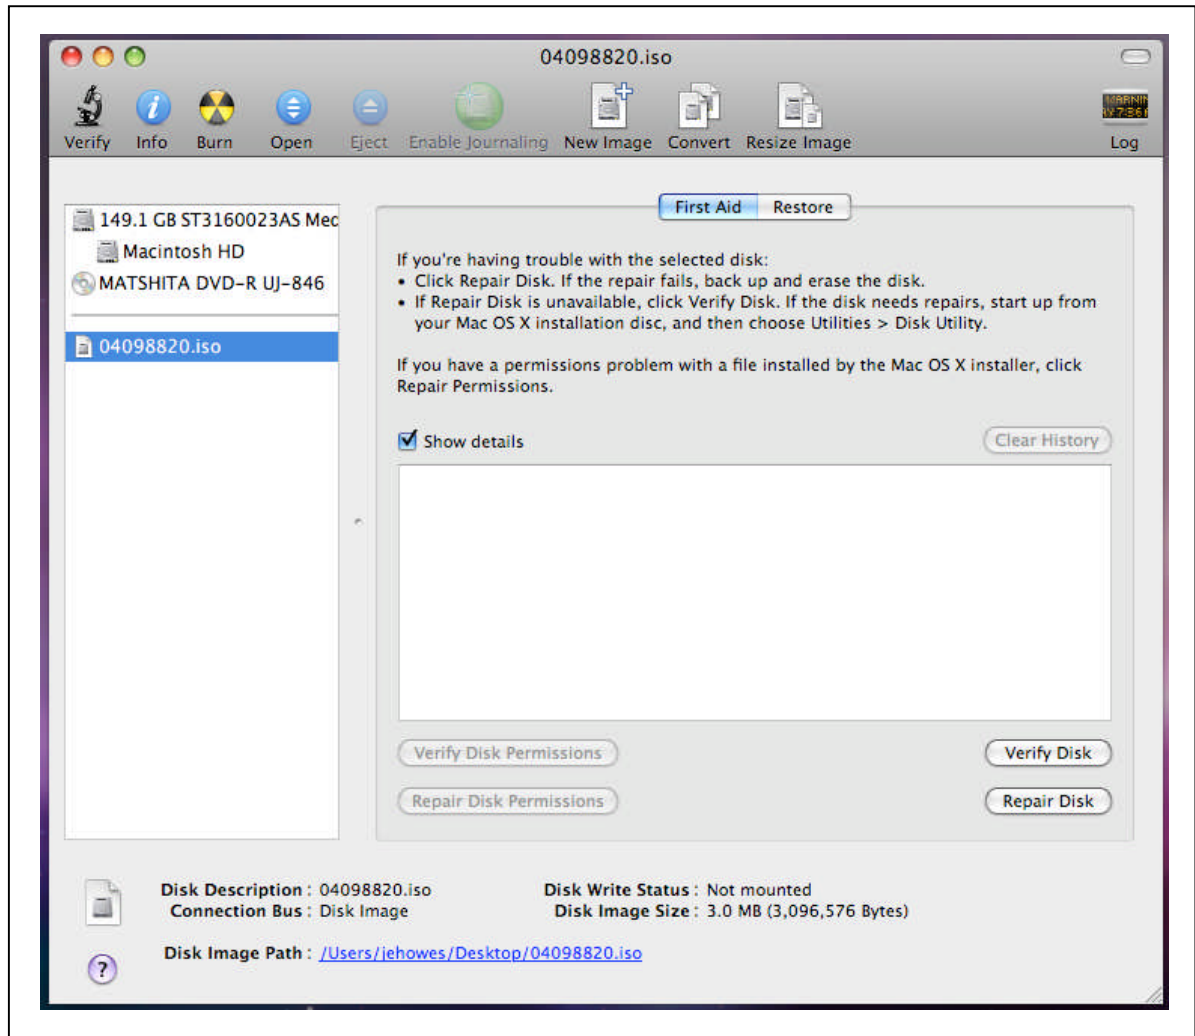 04098820.iso
Verify Info Burn Open Eject Enable Journaling New Image Convert Resize Image Log
149.1 GB ST3160023AS Med
Macintosh HD
MATSHITA DVD-R UJ-846
04098820.iso
First Aid Restore
If you're having trouble with the selected disk:
• Click Repair Disk. If the repair fails, back up and erase the disk.
• If Repair Disk is unavailable, click Verify Disk. If the disk needs repairs, start up from
your Mac OS X installation disc, and then choose Utilities > Disk Utility.
If you have a permissions problem with a file installed by the Mac OS X installer, click
Repair Permissions.
Show details Clear History
Verify Disk Permissions Verify Disk
Repair Disk Permissions Repair Disk
Disk Description : 04098820.iso Disk Write Status : Not mounted
Connection Bus : Disk Image Disk Image Size : 3.0 MB (3,096,576 Bytes)
Disk Image Path : /Users/jehowes/Desktop/04098820.iso
?